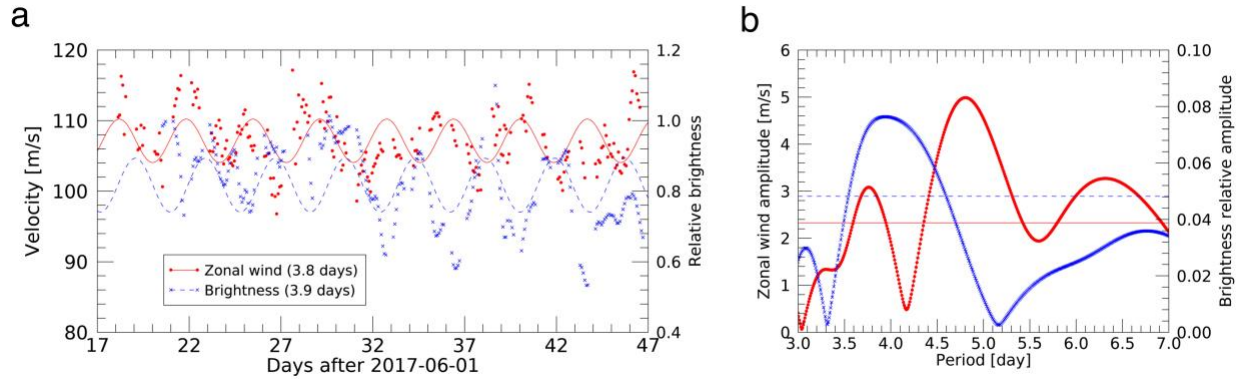 a
120
110
100
90
80
Velocity [m/s]
1.2
1.0
0.8
0.6
0.4
Relative brightness
Zonal wind (3.8 days)
Brightness (3.9 days)
17 22 27 32 37 42 47
Days after 2017-06-01
b
6
5
4
3
2
1
0
Zonal wind amplitude [m/s]
0.10
0.08
0.06
0.04
0.02
0.00
Brightness relative amplitude
3.0 3.5 4.0 4.5 5.0 5.5 6.0 6.5 7.0
Period [day]